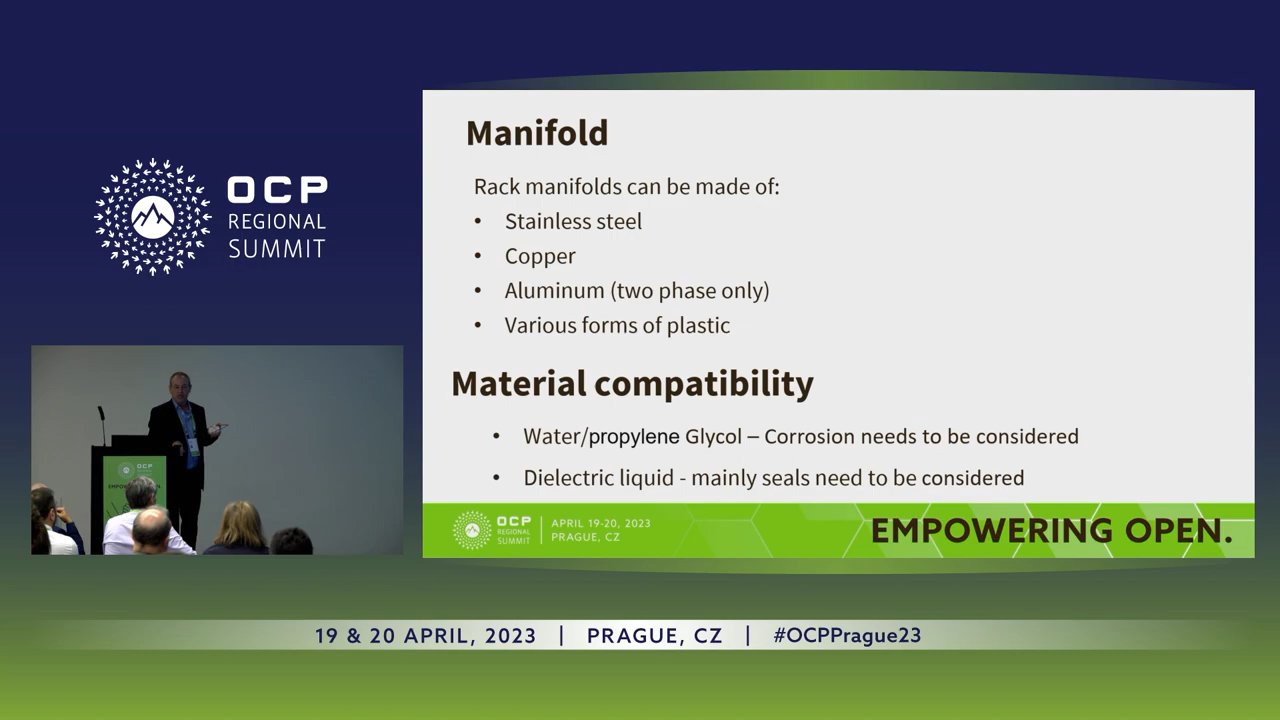 OCP
REGIONAL
SUMMIT
Manifold
Rack manifolds can be made of:
• Stainless steel
• Copper
• Aluminum (two phase only)
• Various forms of plastic
Material compatibility
• Water/propylene Glycol – Corrosion needs to be considered
• Dielectric liquid - mainly seals need to be considered
OCP
REGIONAL
SUMMIT
APRIL 19-20, 2023
PRAGUE, CZ
EMPOWERING OPEN.
OCP
19 & 20 APRIL, 2023 | PRAGUE, CZ | #OCPPrague23